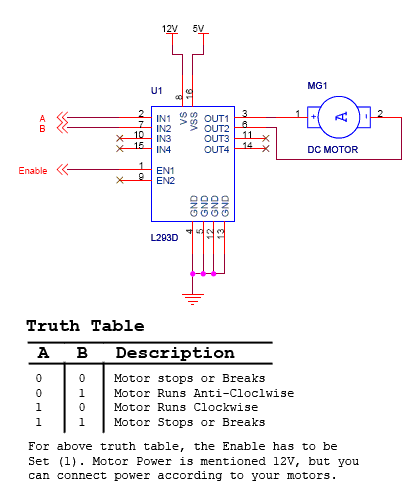 12V 5V
U1 MG1
8 16
VS VSS
A 2 IN1 OUT1 3 1 + A - 2
B 7 IN2 OUT2 6
10 IN3 OUT3 11
15 IN4 OUT4 14 DC MOTOR
Enable 1 EN1
9 EN2
GND GND GND GND
L293D 4 5 12 13
Truth Table
A B Description
0 0 Motor stops or Breaks
0 1 Motor Runs Anti-Cloclwise
1 0 Motor Runs Clockwise
1 1 Motor Stops or Breaks
For above truth table, the Enable has to be
Set (1). Motor Power is mentioned 12V, but you
can connect power according to your motors.